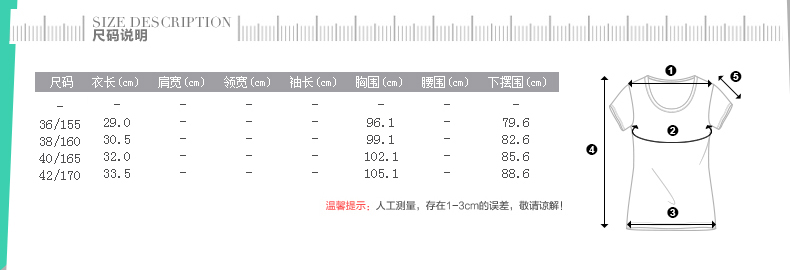 SIZE DESCRIPTION
尺码说明
尺码 衣长(cm) 肩宽(cm) 领宽(cm) 袖长(cm) 胸围(cm) 腰围(cm) 下摆围(cm)
- - - - - - - -
36/155 29.0 - - - 96.1 - 79.6
38/160 30.5 - - - 99.1 - 82.6
40/165 32.0 - - - 102.1 - 85.6
42/170 33.5 - - - 105.1 - 88.6
温馨提示：人工测量，存在1-3cm的误差，敬请谅解！
1
5
2
4
3